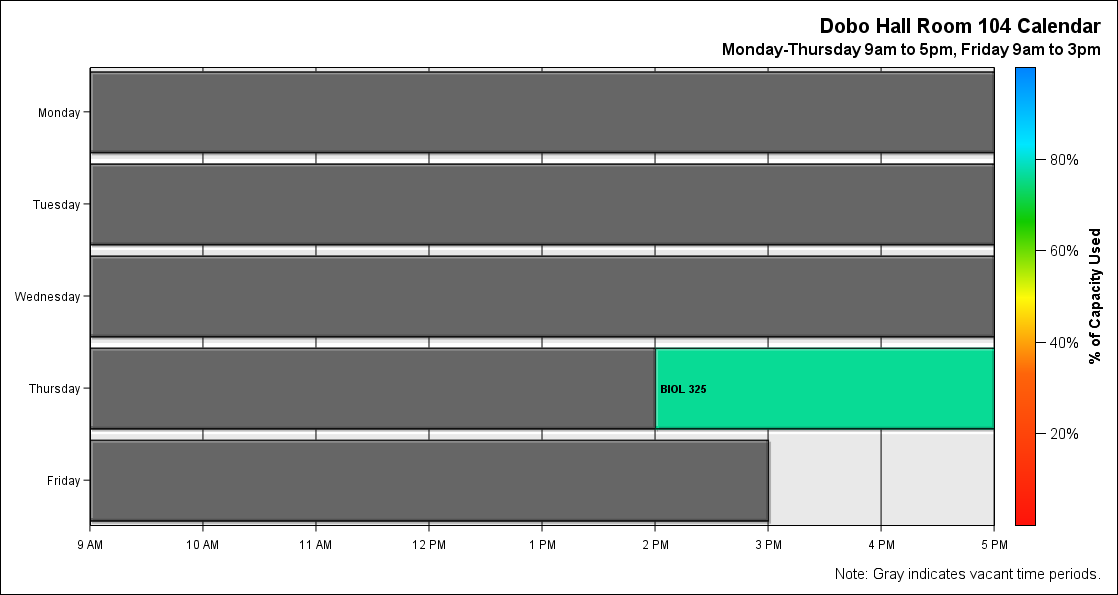 Dobo Hall Room 104 Calendar
Monday-Thursday 9am to 5pm, Friday 9am to 3pm
Monday
Tuesday
Wednesday
Thursday
BIOL 325
Friday
9 AM 10 AM 11 AM 12 PM 1 PM 2 PM 3 PM 4 PM 5 PM
80%
60%
40%
20%
% of Capacity Used
Note: Gray indicates vacant time periods.